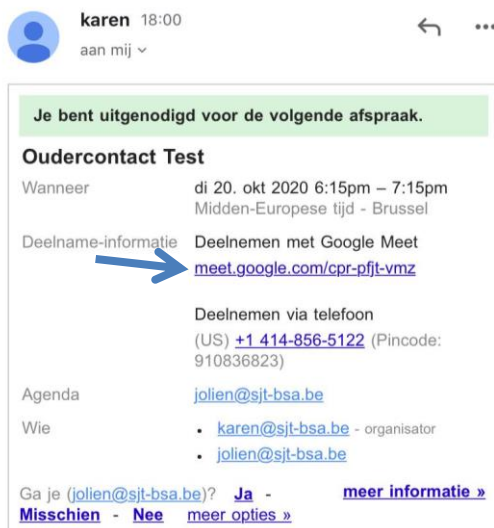 karen 18:00
aan mij
Je bent uitgenodigd voor de volgende afspraak.
Oudercontact Test
Wanneer di 20. okt 2020 6:15pm – 7:15pm
Midden-Europese tijd - Brussel
Deelname-informatie Deelnemen met Google Meet
meet.google.com/cpr-pfjt-vmz
Deelnemen via telefoon
(US) +1 414-856-5122 (Pincode:
910836823)
Agenda jolien@sjt-bsa.be
Wie • karen@sjt-bsa.be - organisator
• jolien@sjt-bsa.be
Ga je (jolien@sjt-bsa.be)? Ja - meer informatie »
Misschien - Nee meer opties »